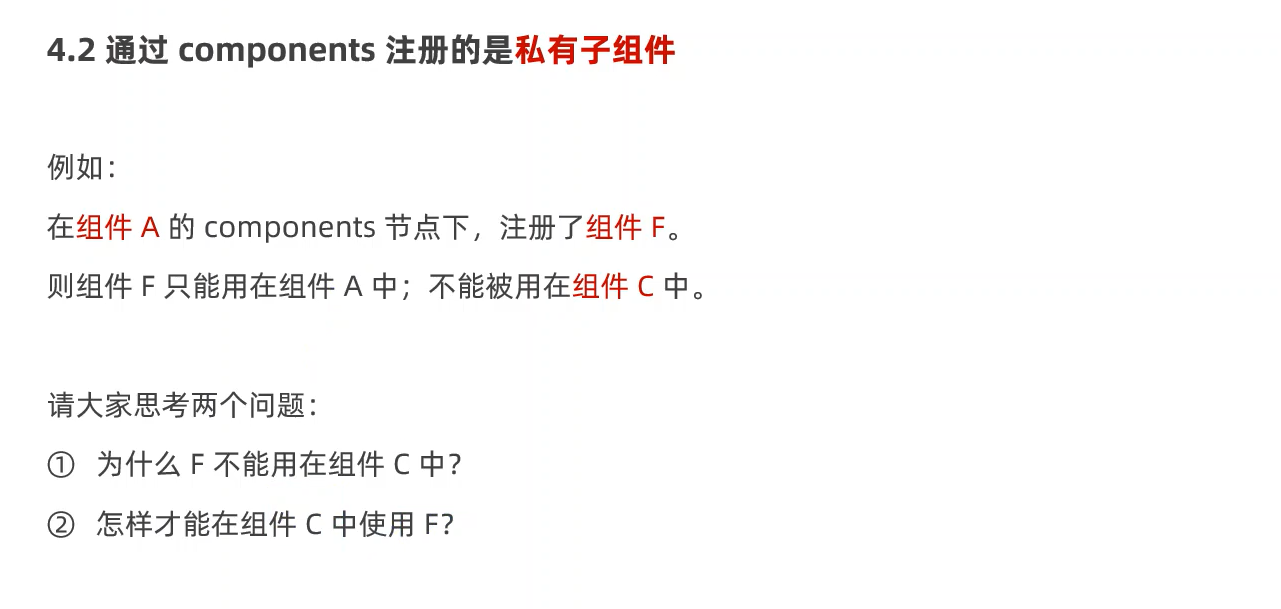 4.2 通过 components 注册的是私有子组件
例如：
在组件 A 的 components 节点下，注册了组件 F。
则组件 F 只能用在组件 A 中；不能被用在组件 C 中。
请大家思考两个问题：
① 为什么 F 不能用在组件 C 中？
② 怎样才能在组件 C 中使用 F？